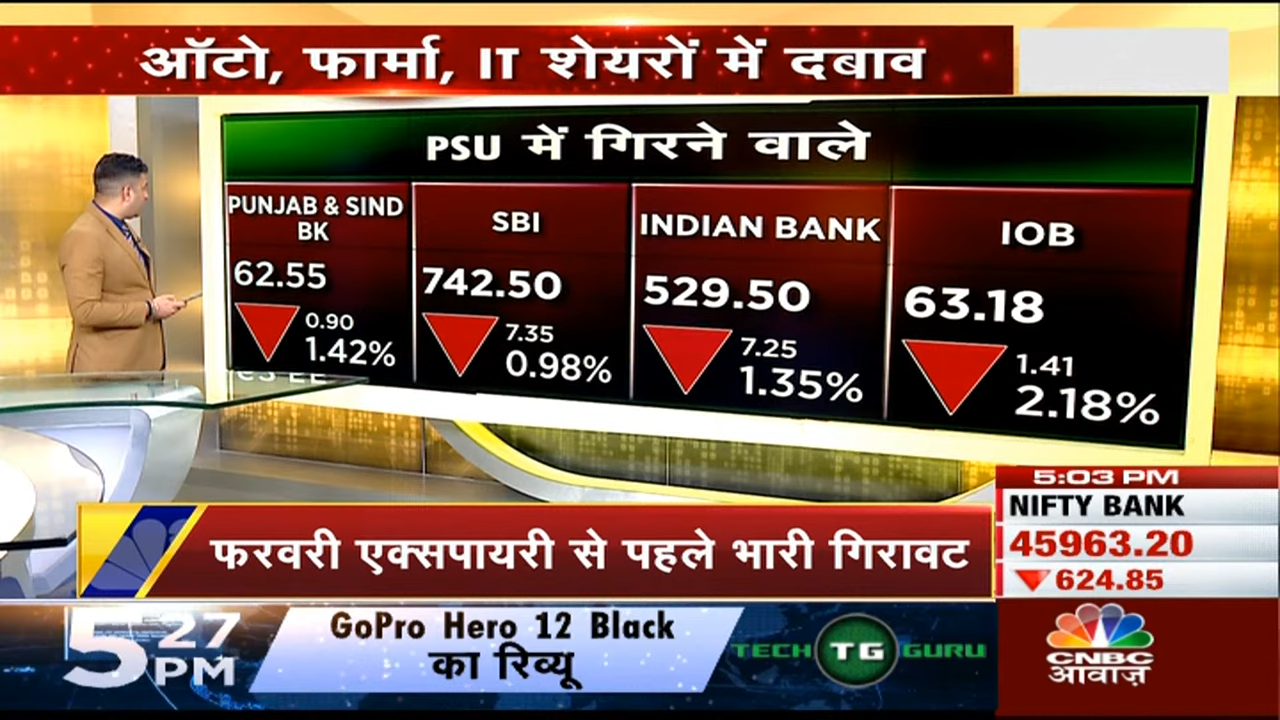 ऑटो, फार्मा, IT शेयरों में दबाव
PSU में गिरने वाले
PUNJAB & SIND
BK
62.55
0.90
1.42%
SBI
742.50
7.35
0.98%
INDIAN BANK
529.50
7.25
1.35%
IOB
63.18
1.41
2.18%
5:03 PM
NIFTY BANK
45963.20
624.85
फरवरी एक्सपायरी से पहले भारी गिरावट
5 27
PM
GoPro Hero 12 Black
का रिव्यू
TECH TG GURU
CNBC
आवाज़